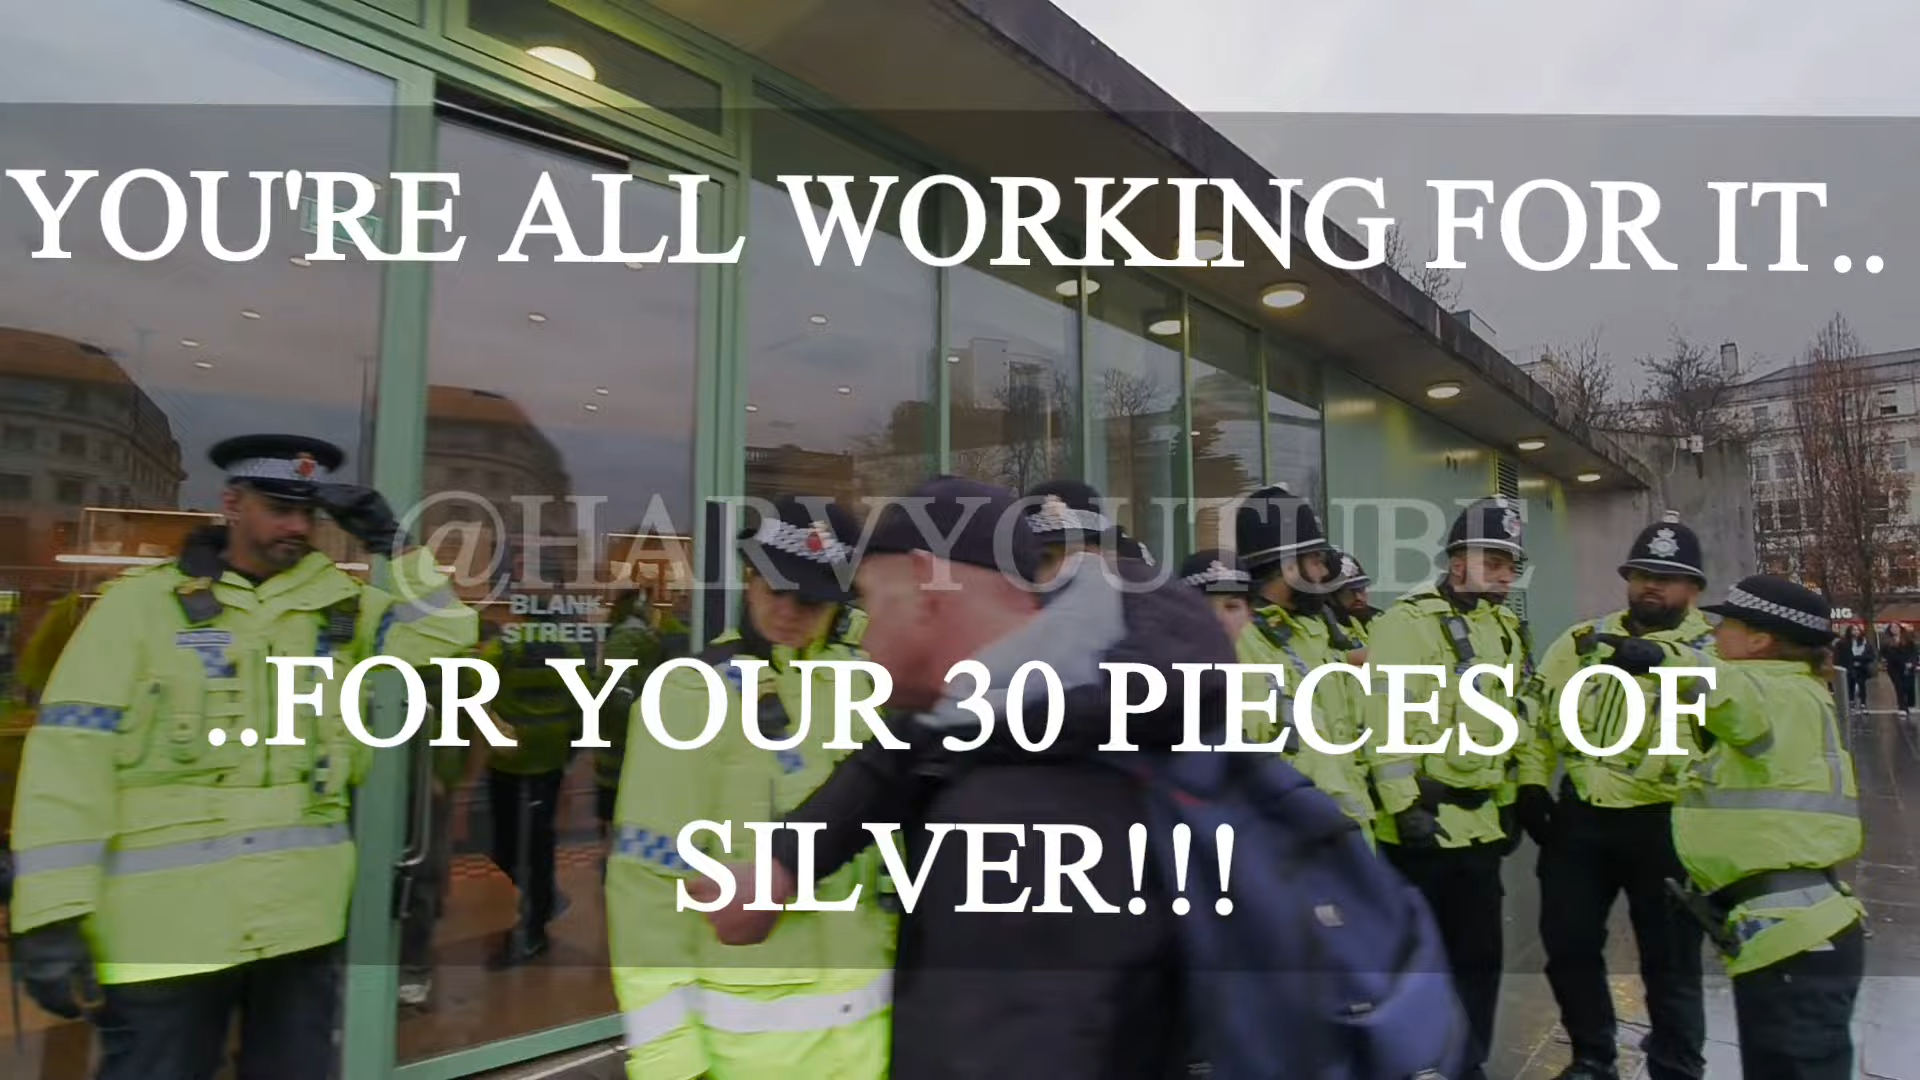 YOU'RE ALL WORKING FOR IT..
@HARVYOUTUBE
BLANK
STREET
..FOR YOUR 30 PIECES OF
SILVER!!!